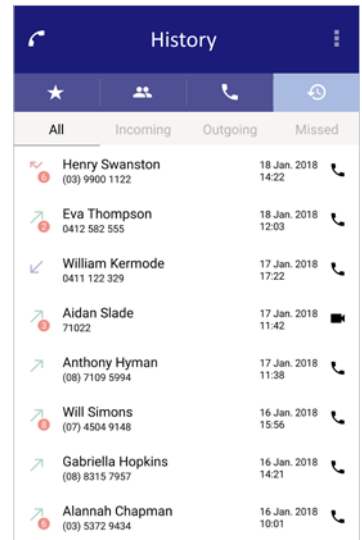 History
All Incoming Outgoing Missed
Henry Swanston 18 Jan. 2018
6 (03) 9900 1122 14:22
Eva Thompson 18 Jan. 2018
2 0412 582 555 12:03
William Kermode 17 Jan. 2018
0411 122 329 17:22
Aidan Slade 17 Jan. 2018
3 71022 11:42
Anthony Hyman 17 Jan. 2018
(08) 7109 5994 11:38
Will Simons 16 Jan. 2018
8 (07) 4504 9148 15:56
Gabriella Hopkins 16 Jan. 2018
(08) 8315 7957 14:21
Alannah Chapman 16 Jan. 2018
6 (03) 5372 9434 10:01